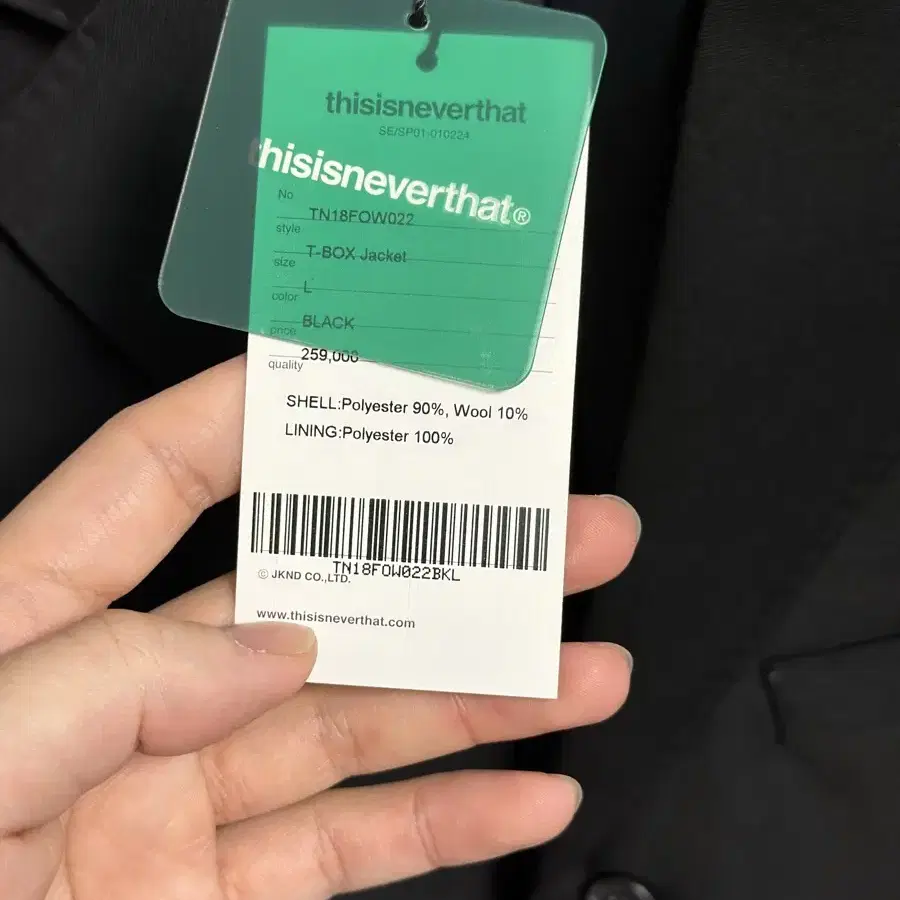 thisisneverthat
SE/SP01-010224
thisisneverthat®
No
TN18FOW022
style
T-BOX Jacket
size
L
color
BLACK
price
259,000
quality
SHELL:Polyester 90%, Wool 10%
LINING:Polyester 100%
TN18FOW022BKL
© JKND CO.,LTD.
www.thisisneverthat.com